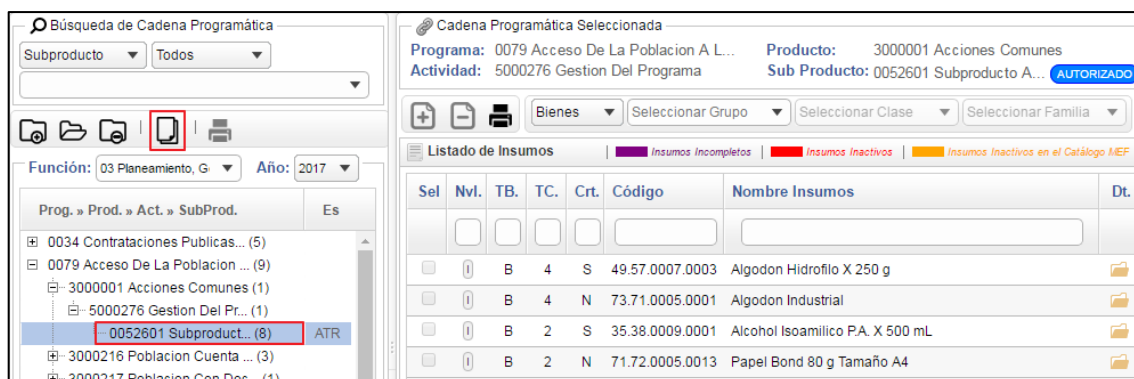 Búsqueda de Cadena Programática
Subproducto
Todos
Función: 03 Planeamiento, G
Año: 2017
Prog. » Prod. » Act. » SubProd.
Es
0034 Contrataciones Publicas... (5)
0079 Acceso De La Poblacion ... (9)
3000001 Acciones Comunes (1)
5000276 Gestion Del Pr... (1)
0052601 Subproduct... (8) ATR
3000216 Poblacion Cuenta ... (3)
3000217 Poblacion Con Doc... (1)
Cadena Programática Seleccionada
Programa: 0079 Acceso De La Poblacion A L... Producto: 3000001 Acciones Comunes
Actividad: 5000276 Gestion Del Programa Sub Producto: 0052601 Subproducto A... AUTORIZADO
Bienes Seleccionar Grupo Seleccionar Clase Seleccionar Familia
Listado de Insumos | Insumos Incompletos | Insumos Inactivos | Insumos Inactivos en el Catálogo MEF
Sel Nvl. TB. TC. Crt. Código Nombre Insumos Dt.
I B 4 S 49.57.0007.0003 Algodon Hidrofilo X 250 g
I B 4 N 73.71.0005.0001 Algodon Industrial
I B 2 S 35.38.0009.0001 Alcohol Isoamilico P.A. X 500 mL
I B 2 N 71.72.0005.0013 Papel Bond 80 g Tamaño A4